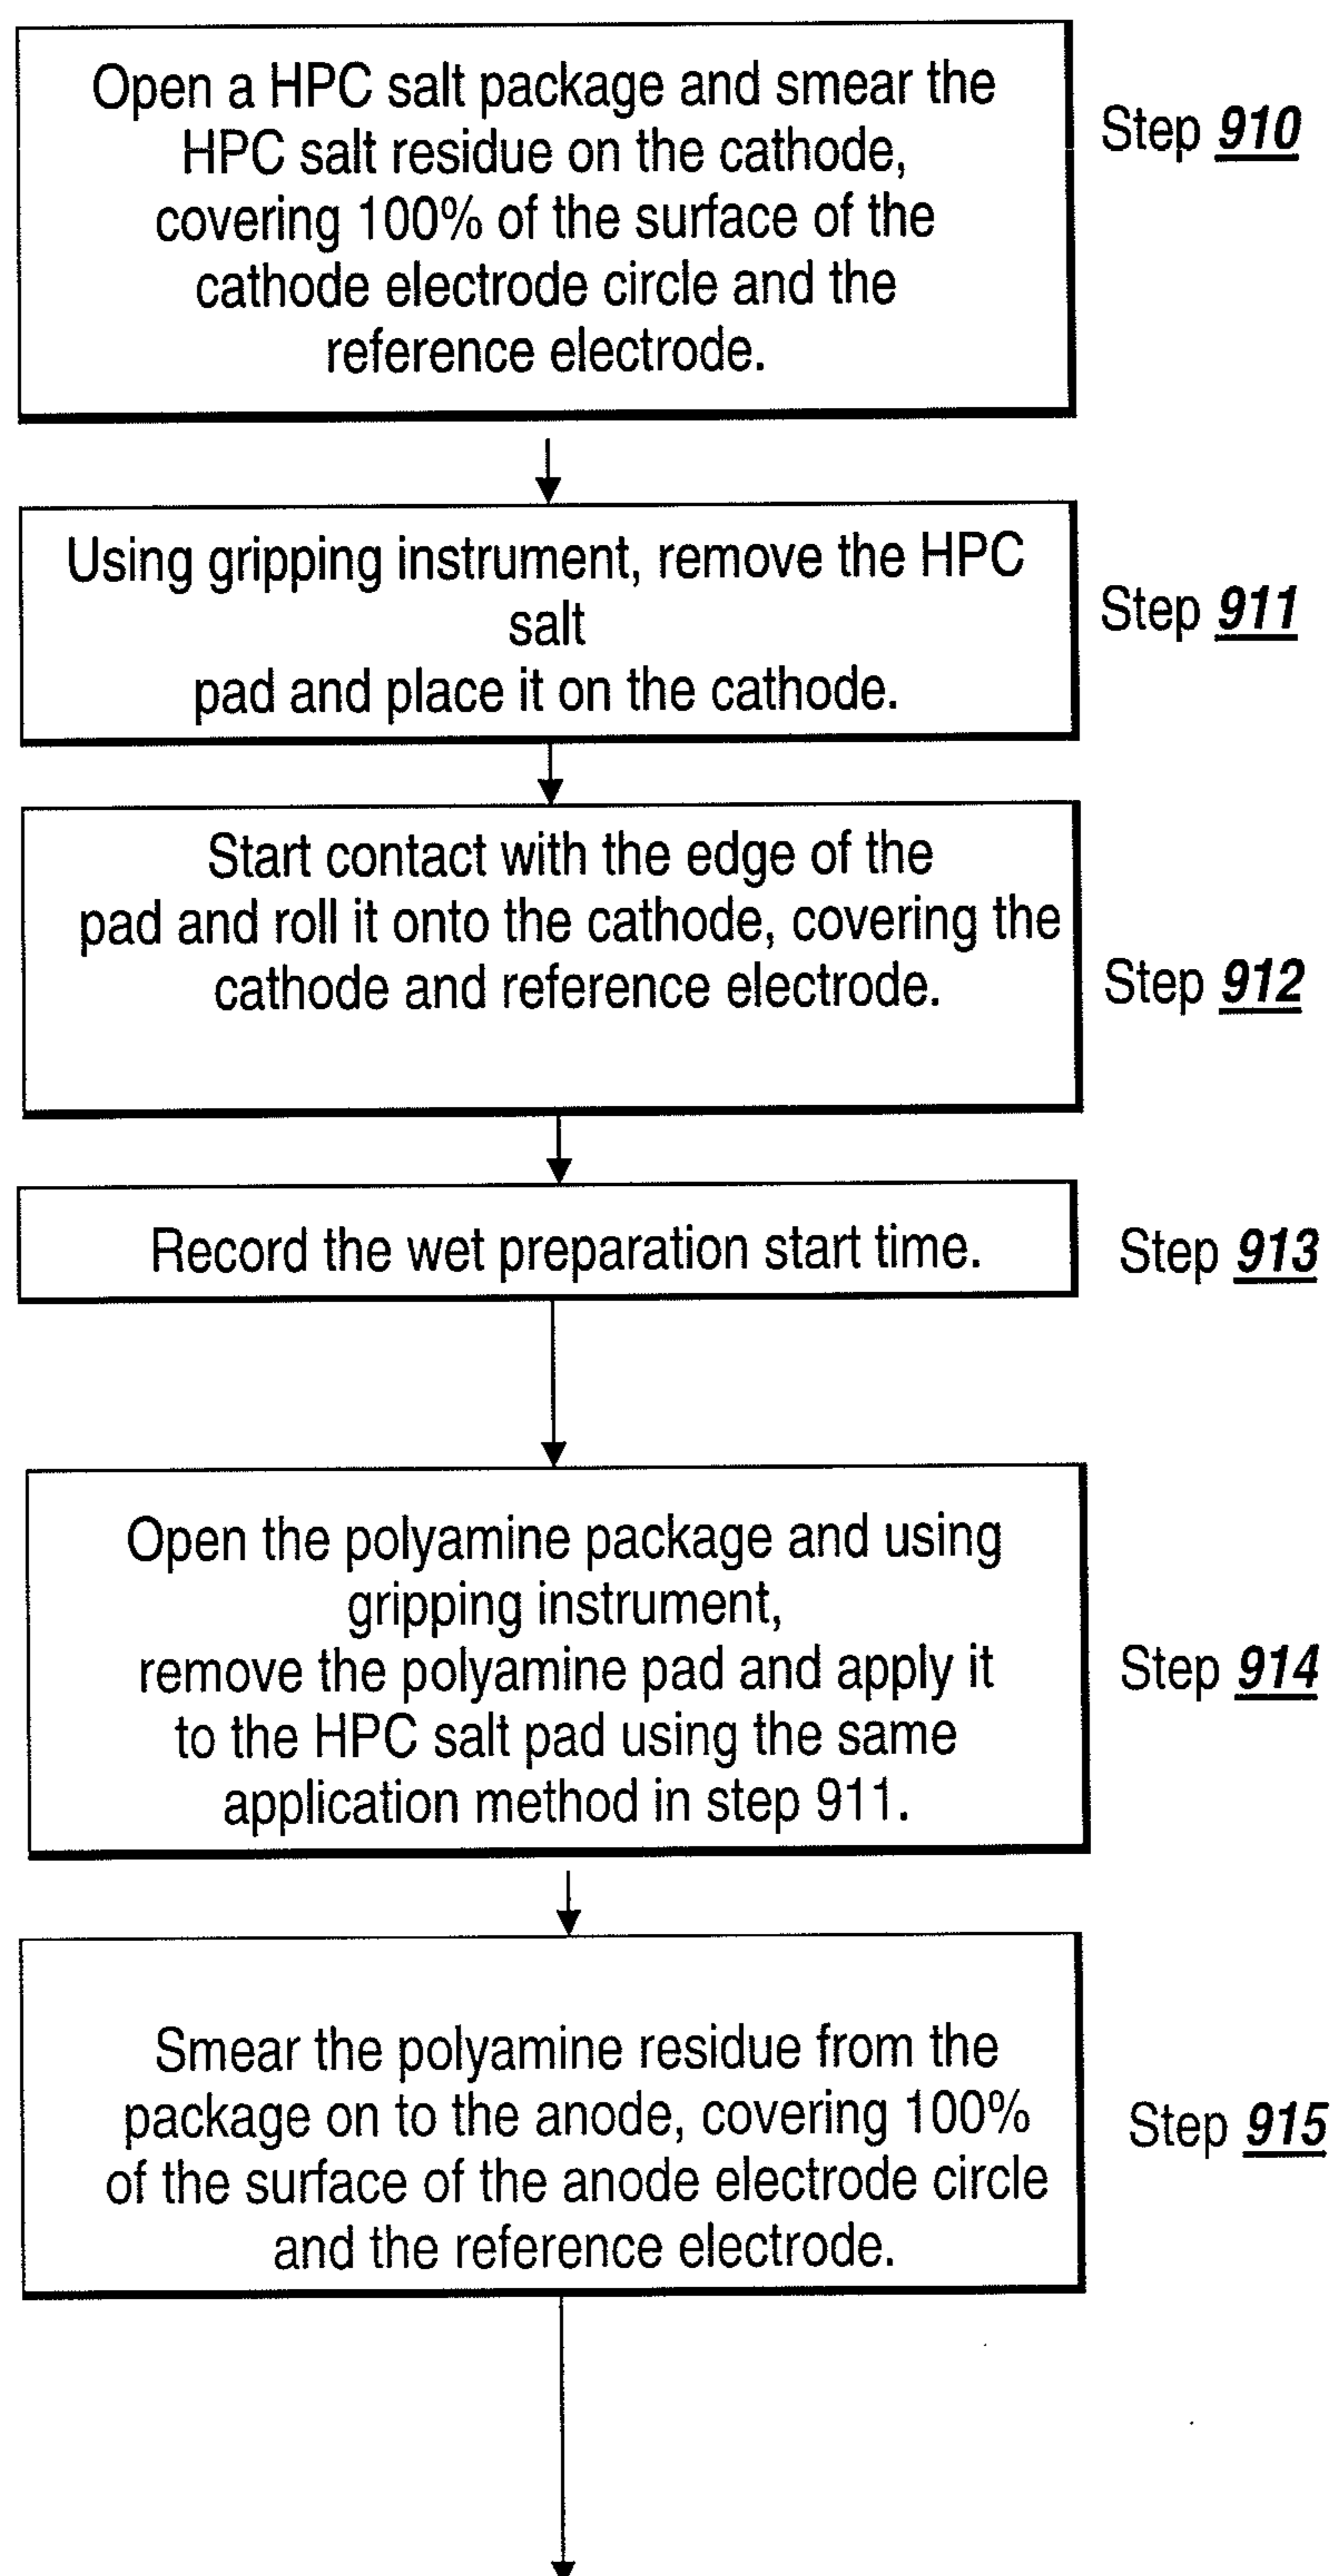 Open a HPC salt package and smear the
HPC salt residue on the cathode,
covering 100% of the surface of the
cathode electrode circle and the
reference electrode.
Step 910
Using gripping instrument, remove the HPC
salt
pad and place it on the cathode.
Step 911
Start contact with the edge of the
pad and roll it onto the cathode, covering the
cathode and reference electrode.
Step 912
Record the wet preparation start time.
Step 913
Open the polyamine package and using
gripping instrument,
remove the polyamine pad and apply it
to the HPC salt pad using the same
application method in step 911.
Step 914
Smear the polyamine residue from the
package on to the anode, covering 100%
of the surface of the anode electrode circle
and the reference electrode.
Step 915